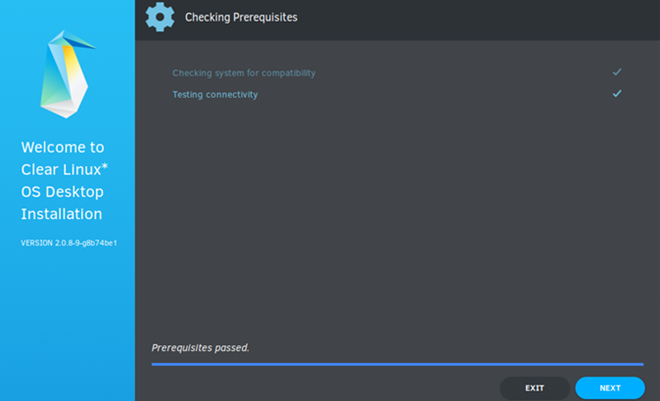 Checking Prerequisites
Checking system for compatibility
Testing connectivity
Welcome to
Clear Linux*
OS Desktop
Installation
VERSION 2.0.8-9-g8b74be1
Prerequisites passed.
EXIT
NEXT